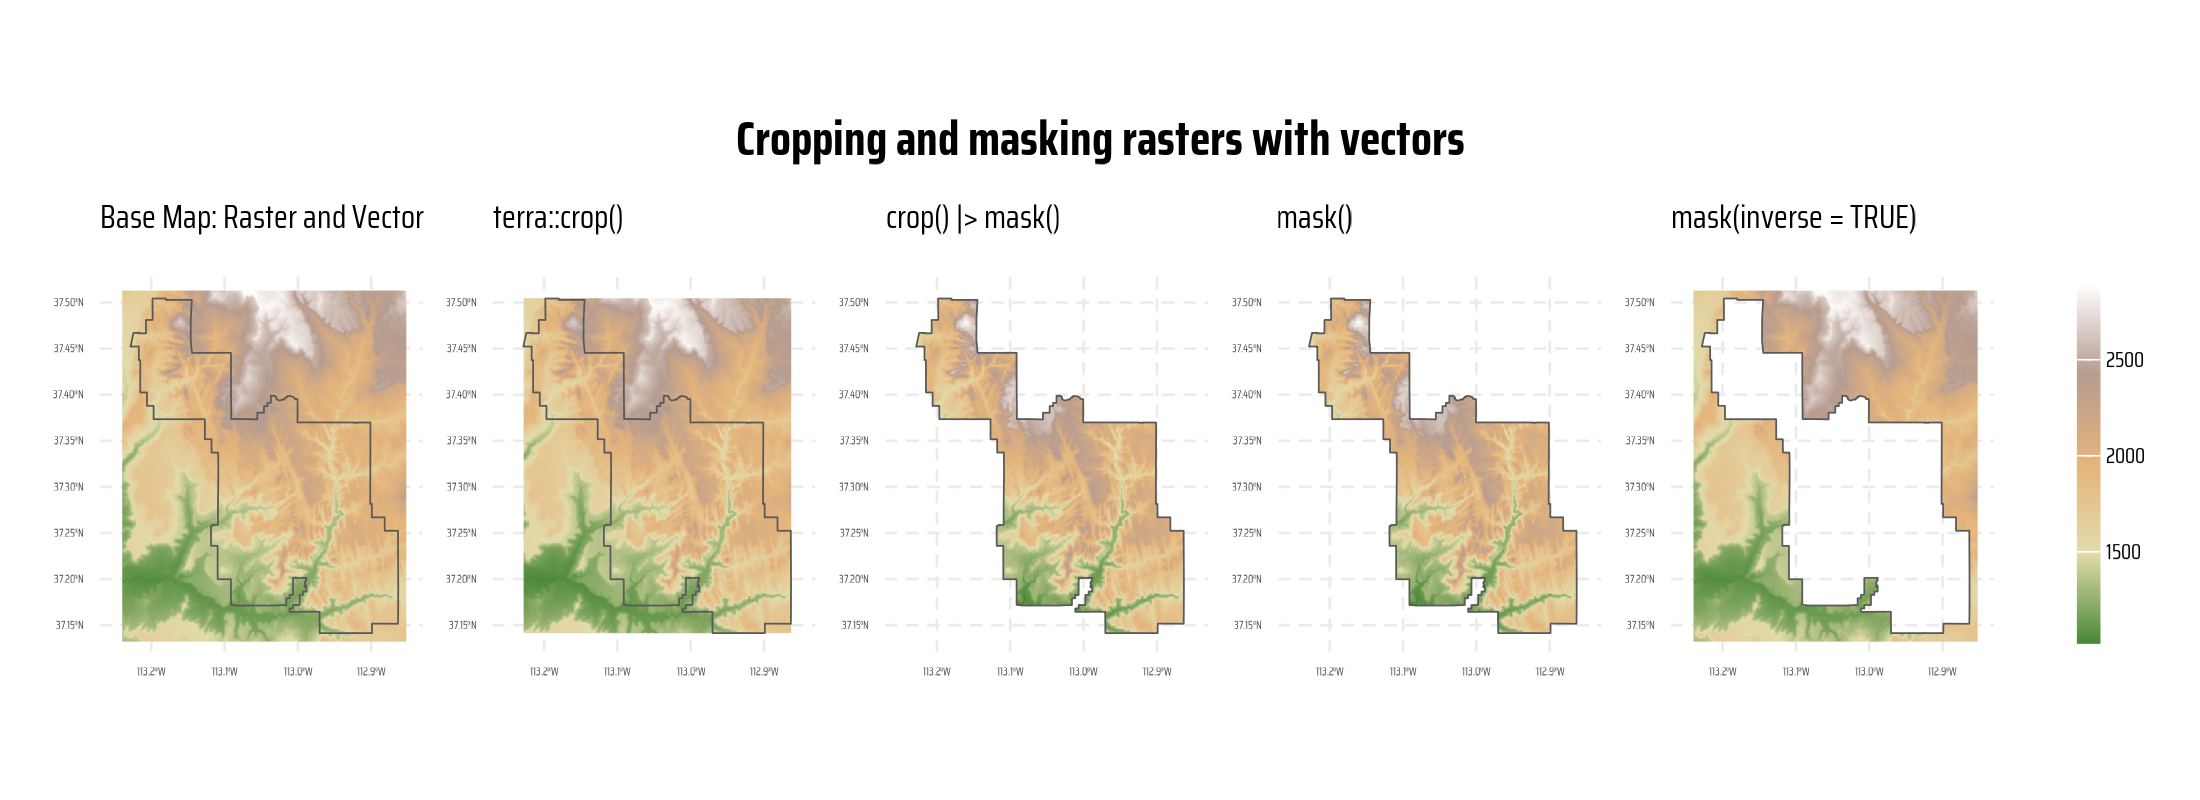 Cropping and masking rasters with vectors
Base Map: Raster and Vector
terra::crop()
crop() |> mask()
mask()
mask(inverse = TRUE)
37.50°N
37.45°N
37.40°N
37.35°N
37.30°N
37.25°N
37.20°N
37.15°N
113.2°W 113.1°W 113.0°W 112.9°W
37.50°N
37.45°N
37.40°N
37.35°N
37.30°N
37.25°N
37.20°N
37.15°N
113.2°W 113.1°W 113.0°W 112.9°W
37.50°N
37.45°N
37.40°N
37.35°N
37.30°N
37.25°N
37.20°N
37.15°N
113.2°W 113.1°W 113.0°W 112.9°W
37.50°N
37.45°N
37.40°N
37.35°N
37.30°N
37.25°N
37.20°N
37.15°N
113.2°W 113.1°W 113.0°W 112.9°W
37.50°N
37.45°N
37.40°N
37.35°N
37.30°N
37.25°N
37.20°N
37.15°N
113.2°W 113.1°W 113.0°W 112.9°W
2500
2000
1500